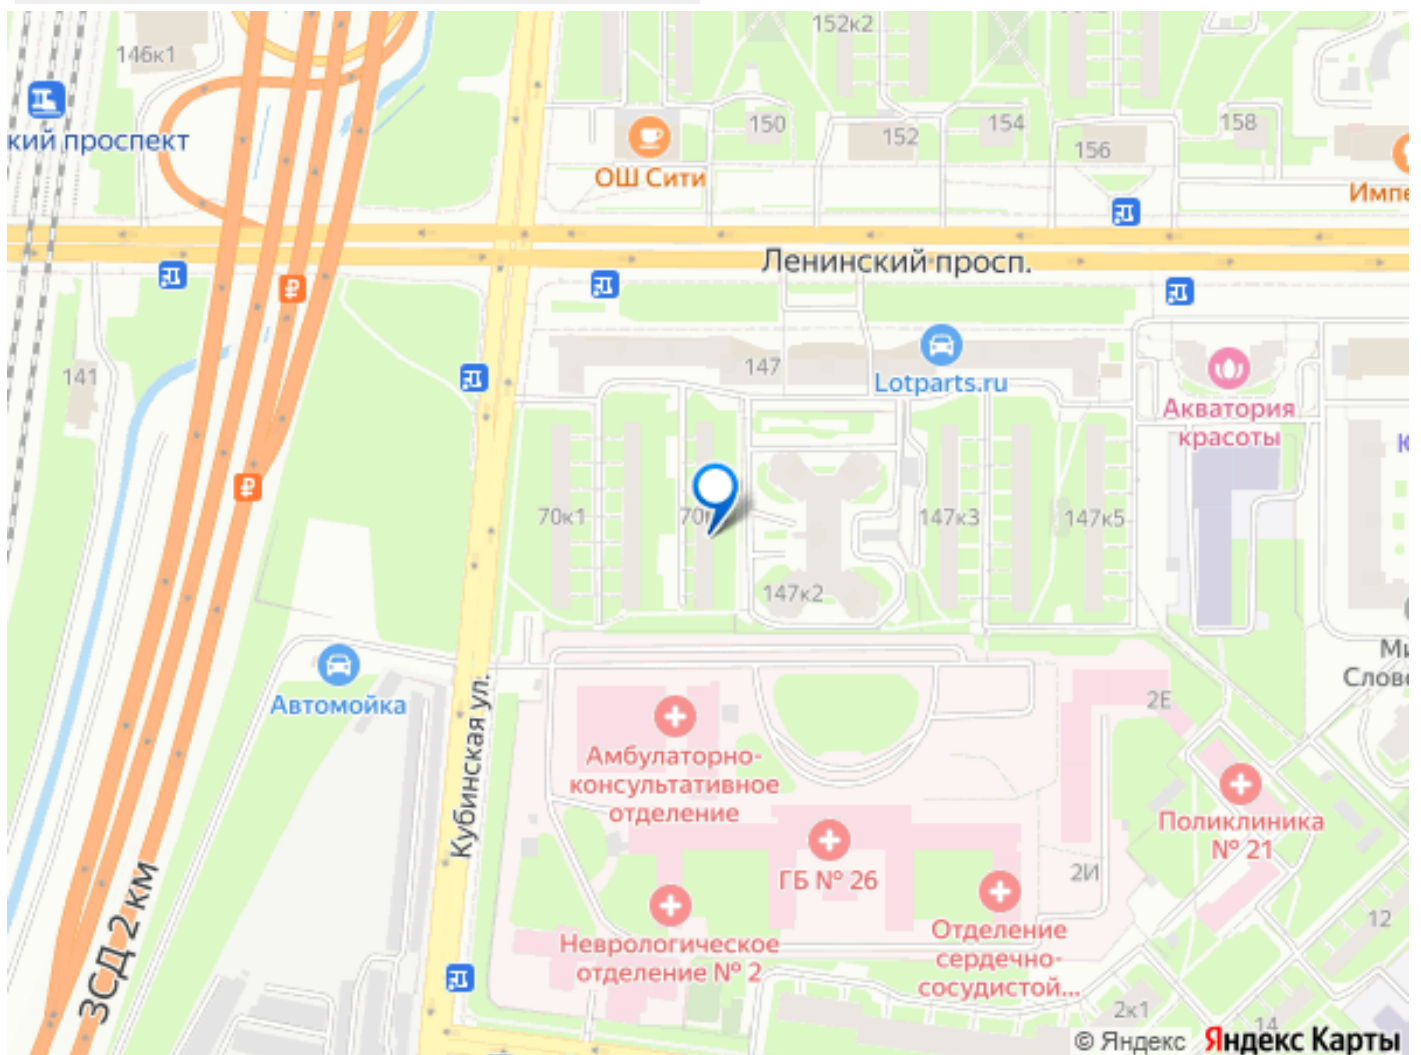 152к2
146к1
150
152
154
156
158
кий проспект
ОШ Сити
Импе
Ленинский просп.
147
Lotparts.ru
141
Акватория
красоты
К
70к1
70к
147к3
147к5
147к2
Ми
Слово
Автомойка
Кубинская ул.
2Е
Амбулаторно-
консультативное
отделение
Поликлиника
№ 21
ГБ № 26
2И
ЗСД 2 км
12
Неврологическое
отделение № 2
Отделение
сердечно-
сосудистой...
2к1
14
© Яндекс Яндекс Карты